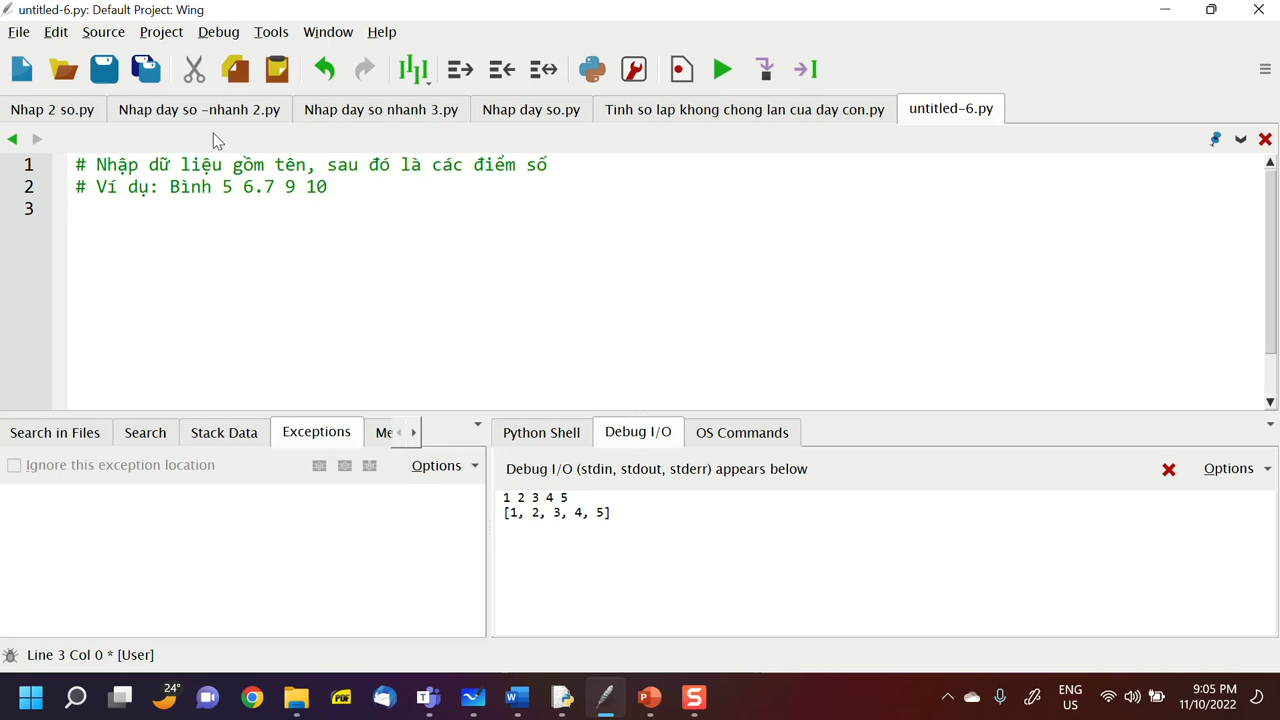 untitled-6.py: Default Project: Wing
File Edit Source Project Debug Tools Window Help
Nhap 2 so.py Nhap day so -nhanh 2.py Nhap day so nhanh 3.py Nhap day so.py Tinh so lap khong chong lan cua day con.py untitled-6.py
1 # Nhập dữ liệu gồm tên, sau đó là các điểm số
2 # Ví dụ: Bình 5 6.7 9 10
3
Search in Files Search Stack Data Exceptions Me
Python Shell Debug I/O OS Commands
Ignore this exception location Options
Debug I/O (stdin, stdout, stderr) appears below Options
1 2 3 4 5
[1, 2, 3, 4, 5]
Line 3 Col 0 * [User]
24°
PDF
ENG
US
9:05 PM
11/10/2022